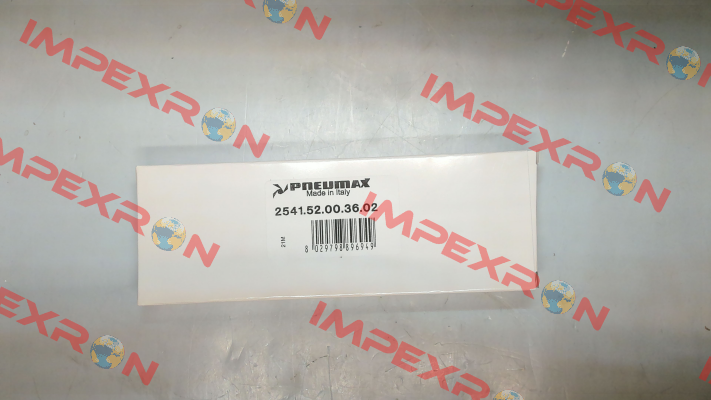 IMPEXRON
IMPEXRON
IMPEXRON
IMPEXRON
PNEUMAX
Made in Italy
2541.52.00.36.02
21M
8 029798 896949
IMPEXRON
IMPEXRON
IMPEXRON
IMPEXRON